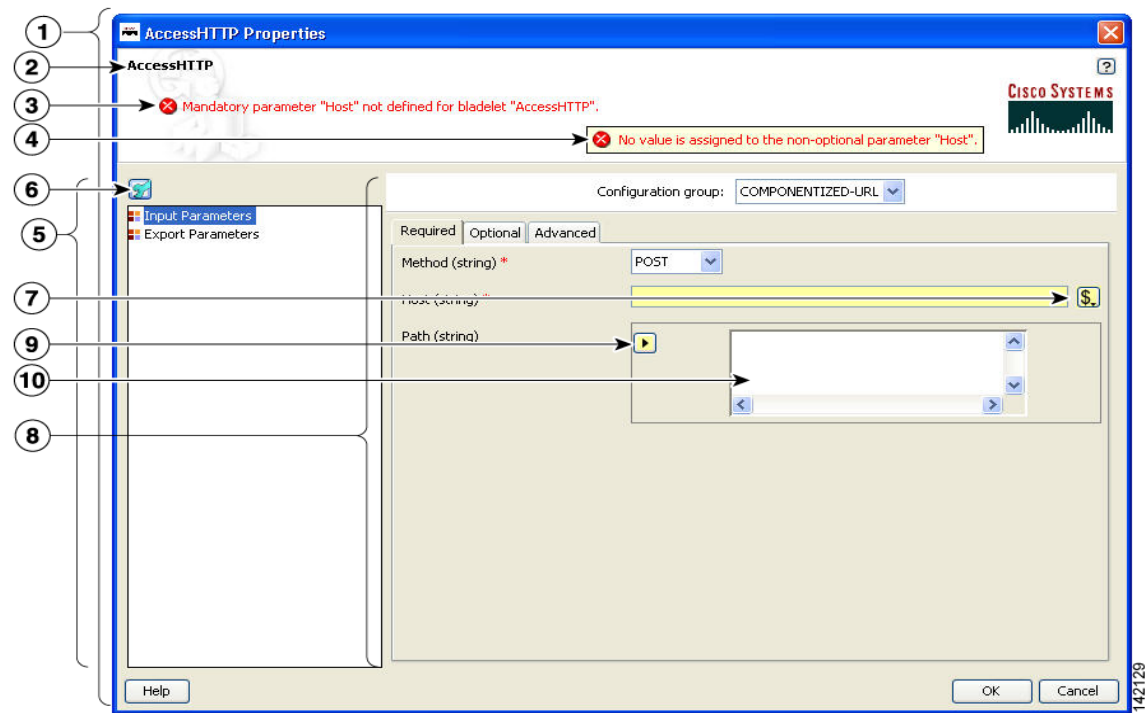 1
AccessHTTP Properties
2
AccessHTTP
?
CISCO SYSTEMS
3
Mandatory parameter "Host" not defined for bladelet "AccessHTTP".
4
No value is assigned to the non-optional parameter "Host".
6
Configuration group: COMPONENTIZED-URL
5
Input Parameters
Export Parameters
Required Optional Advanced
Method (string) * POST
7
Host (string) *
$
9
Path (string)
10
8
Help
OK Cancel
142129